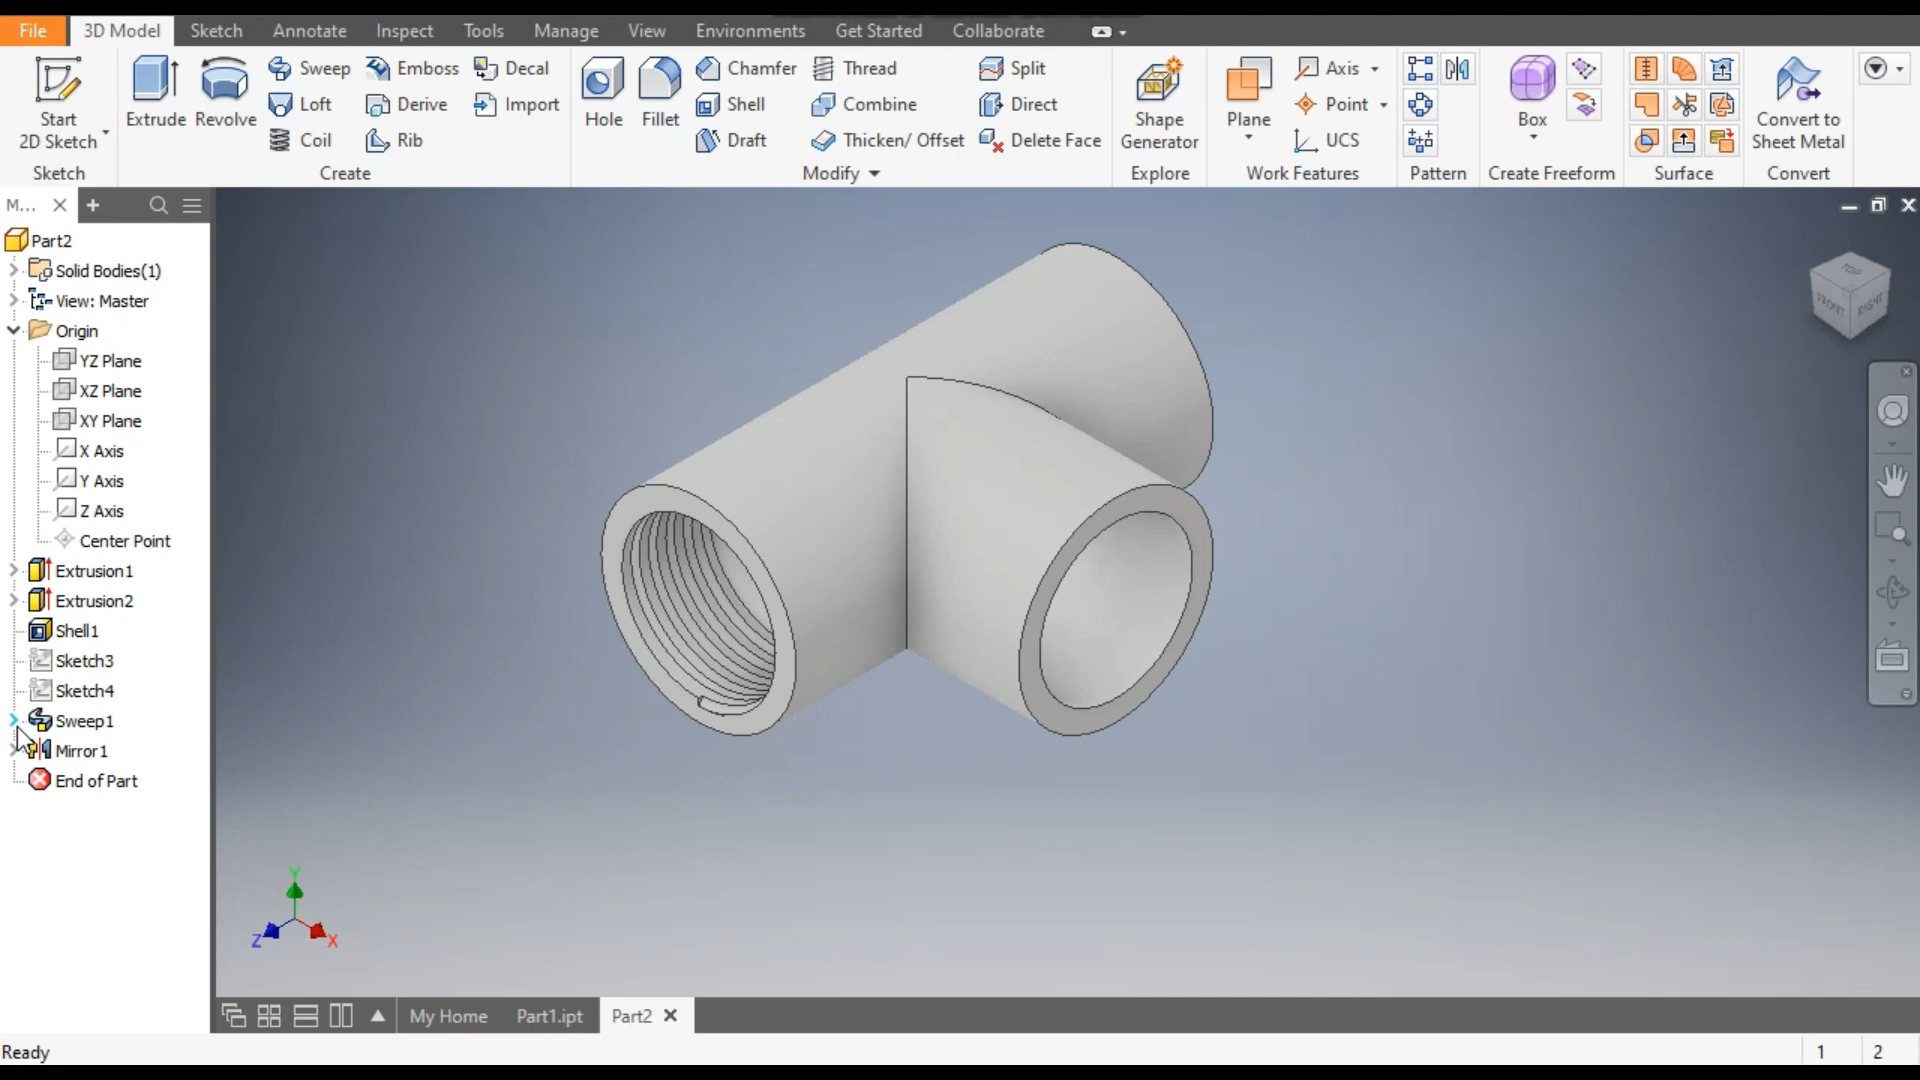 File 3D Model Sketch Annotate Inspect Tools Manage View Environments Get Started Collaborate
Start
2D Sketch
Extrude
Revolve
Sweep
Loft
Coil
Emboss
Derive
Rib
Decal
Import
Hole
Fillet
Chamfer
Shell
Draft
Thread
Combine
Thicken/ Offset
Split
Direct
Delete Face
Shape
Generator
Plane
Axis
Point
UCS
Box
Convert to
Sheet Metal
Sketch Create Modify Explore Work Features Pattern Create Freeform Surface Convert
M...
Part2
Solid Bodies(1)
View: Master
Origin
YZ Plane
XZ Plane
XY Plane
X Axis
Y Axis
Z Axis
Center Point
Extrusion1
Extrusion2
Shell1
Sketch3
Sketch4
Sweep1
Mirror1
End of Part
TOP
FRONT
RIGHT
Y
Z
X
My Home Part1.ipt Part2
Ready 1 2